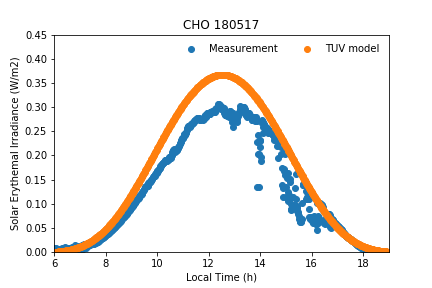 CHO 180517
Measurement TUV model
Solar Erythemal Irradiance (W/m2)
0.45
0.40
0.35
0.30
0.25
0.20
0.15
0.10
0.05
0.00
6 8 10 12 14 16 18
Local Time (h)